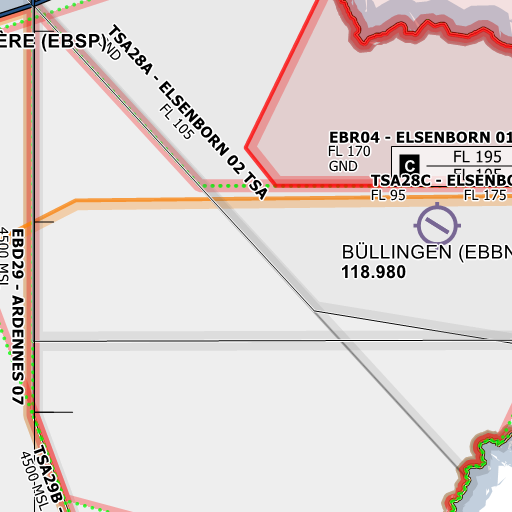 ÈRE (EBSP)
GND
TSA28A - ELSENBORN 02 TSA
FL 105
EBR04 - ELSENBORN 01
FL 170
GND
C
FL 195
TSA28C - ELSENBO
FL 95
FL 175
BÜLLINGEN (EBBN
118.980
EBD29 - ARDENNES 07
4500 MSL
TSA29B -
4500-MSL